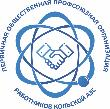 ПЕРВИЧНАЯ ОБЩЕСТВЕННАЯ ПРОФСОЮЗНАЯ ОРГАНИЗАЦИЯ
РАБОТНИКОВ КОЛЬСКОЙ АЭС